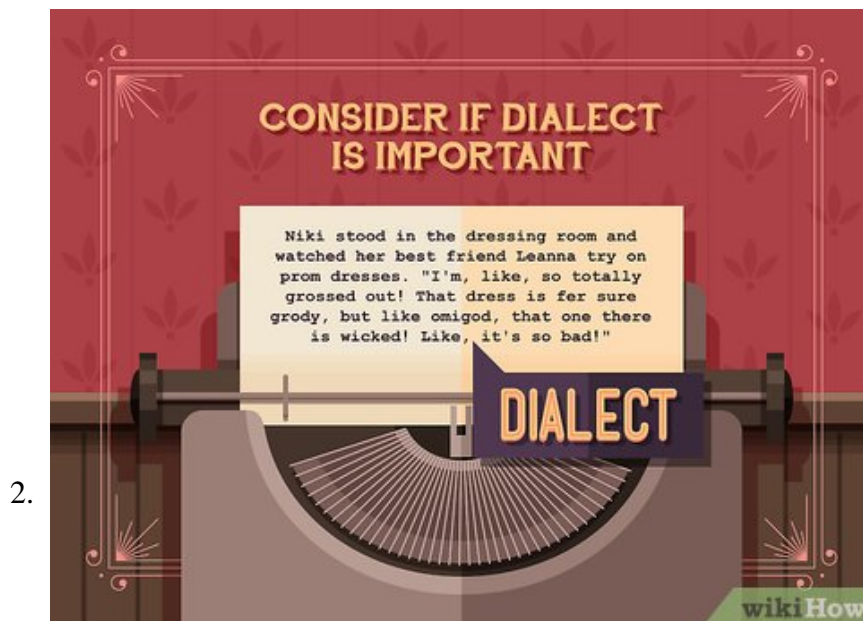 CONSIDER IF DIALECT
IS IMPORTANT
Niki stood in the dressing room and
watched her best friend Leanna try on
prom dresses. "I'm, like, so totally
grossed out! That dress is fer sure
grody, but like omigod, that one there
is wicked! Like, it's so bad!"
DIALECT
2.
wikiHow